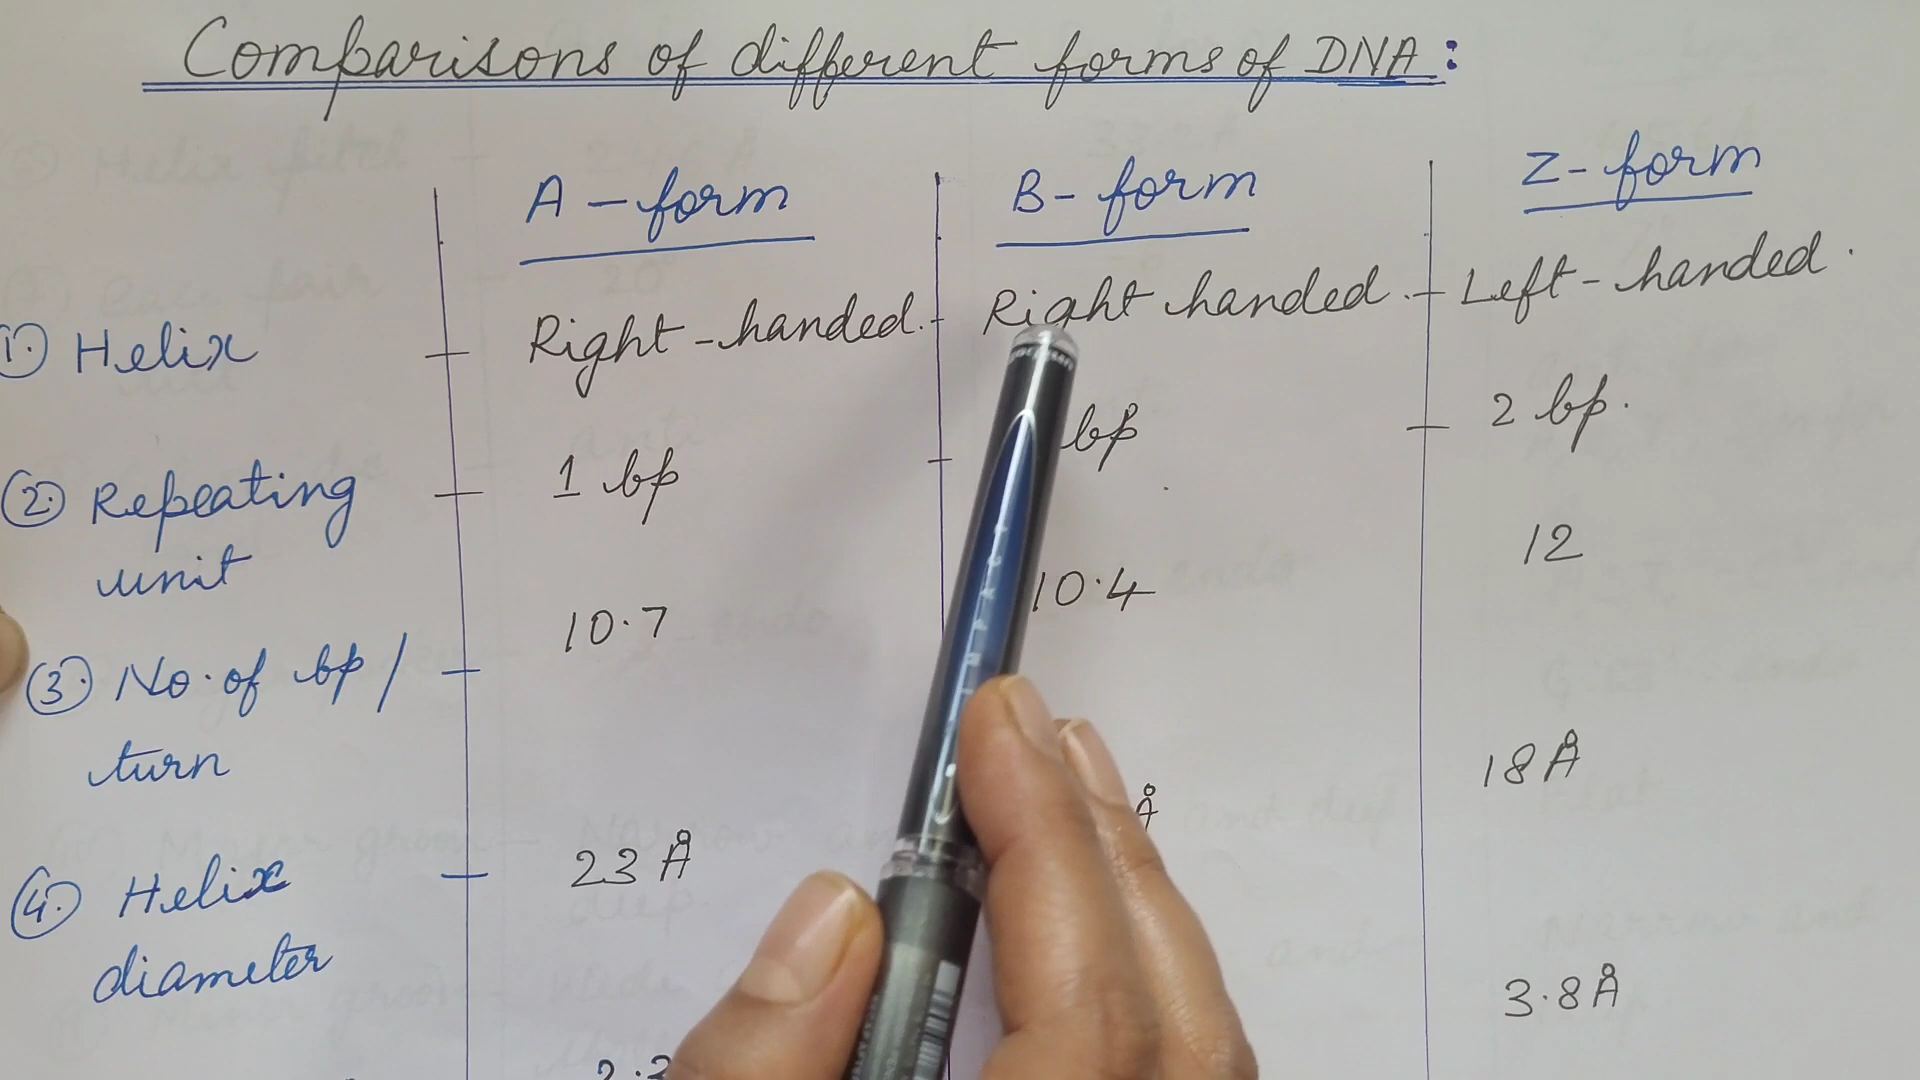 Comparisons of different forms of DNA:
A - form
B - form
Z - form
1. Helix
Right - handed.
Right handed.
Left - handed.
2. Repeating
unit
1 bp
bp
2 bp.
3. No. of bp /
turn
10.7
10.4
12
4. Helix
diameter
23 Å
Å
18 Å
3.8 Å